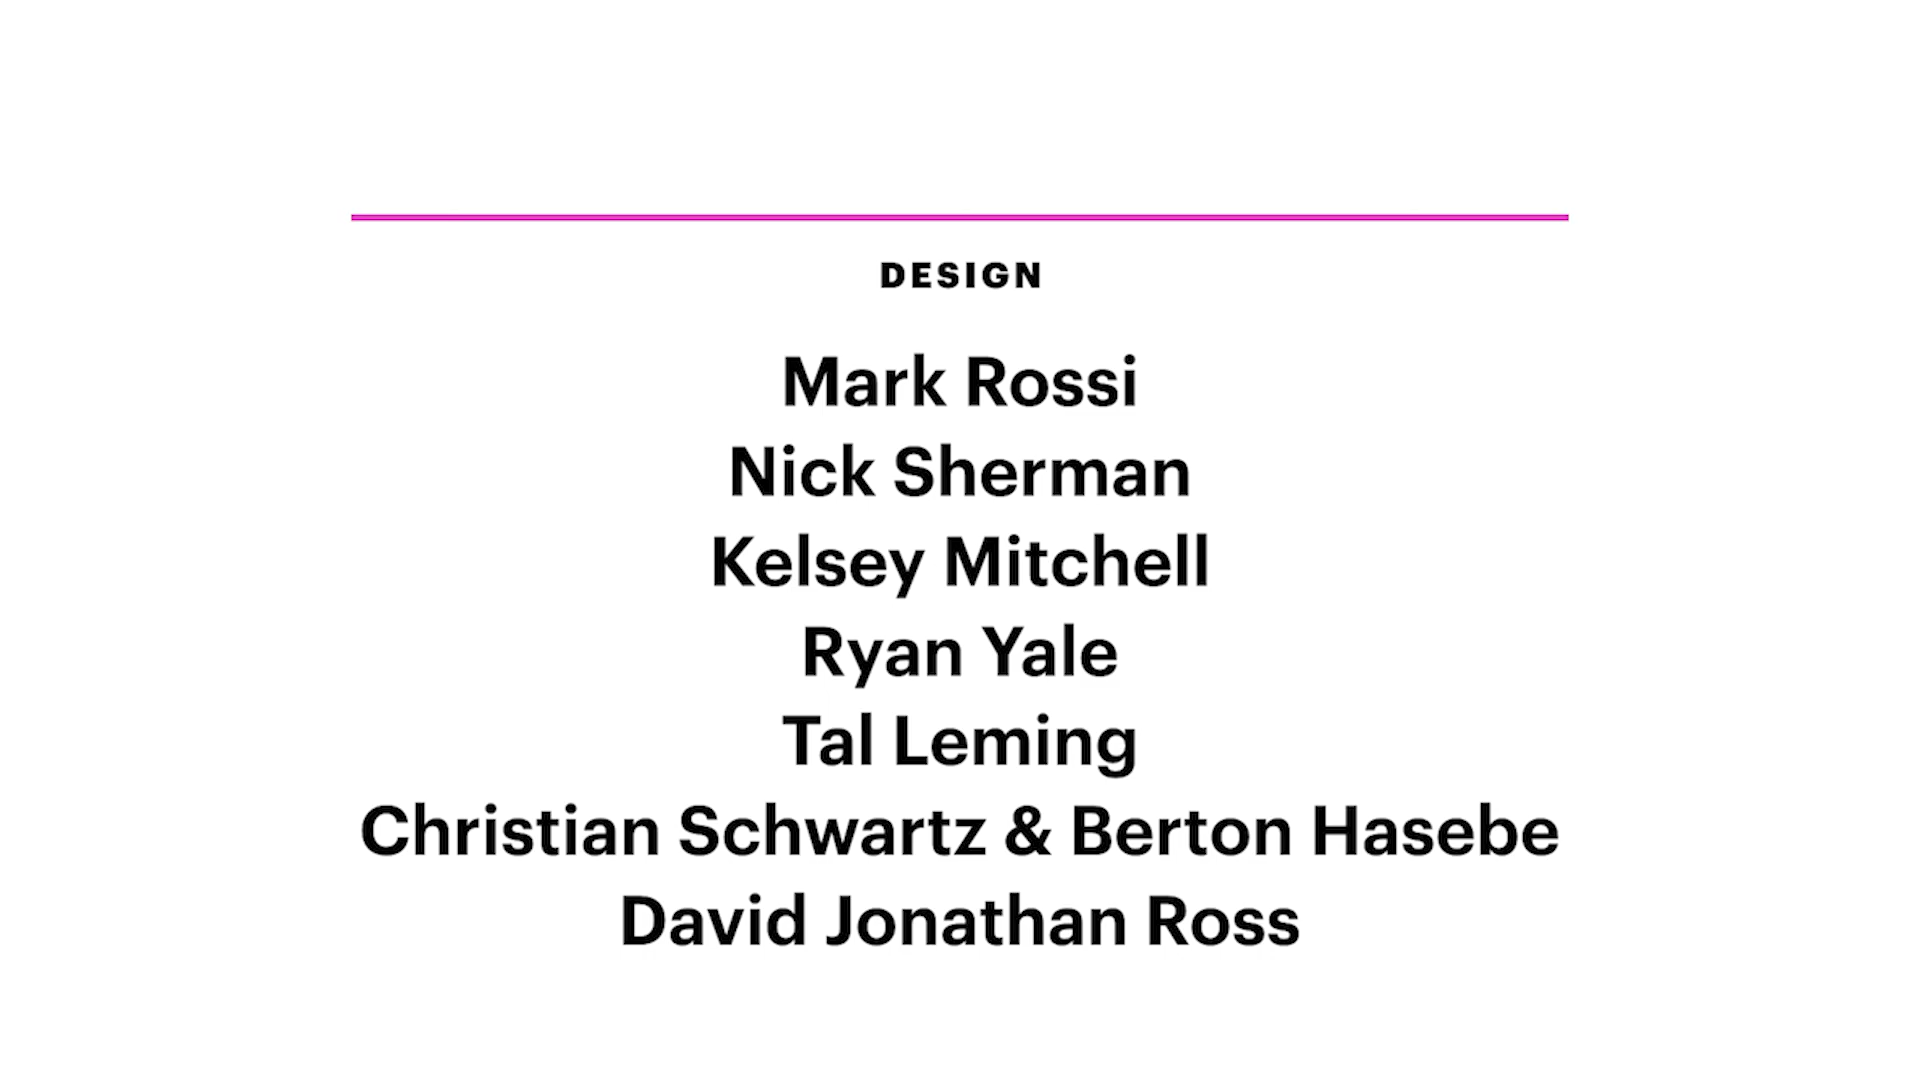 DESIGN
Mark Rossi
Nick Sherman
Kelsey Mitchell
Ryan Yale
Tal Leming
Christian Schwartz & Berton Hasebe
David Jonathan Ross